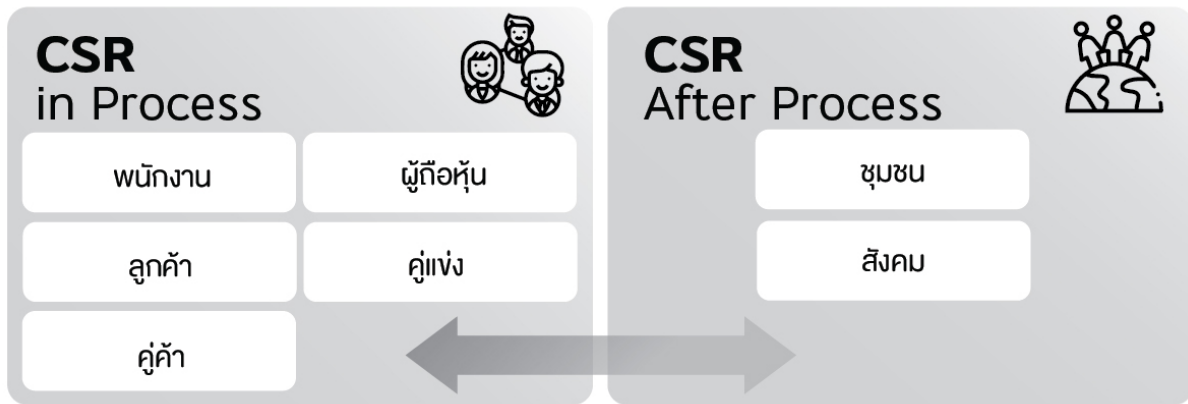 CSR
in Process
พนักงาน
ผู้ถือหุ้น
ลูกค้า
คู่แข่ง
คู่ค้า
CSR
After Process
ชุมชน
สังคม